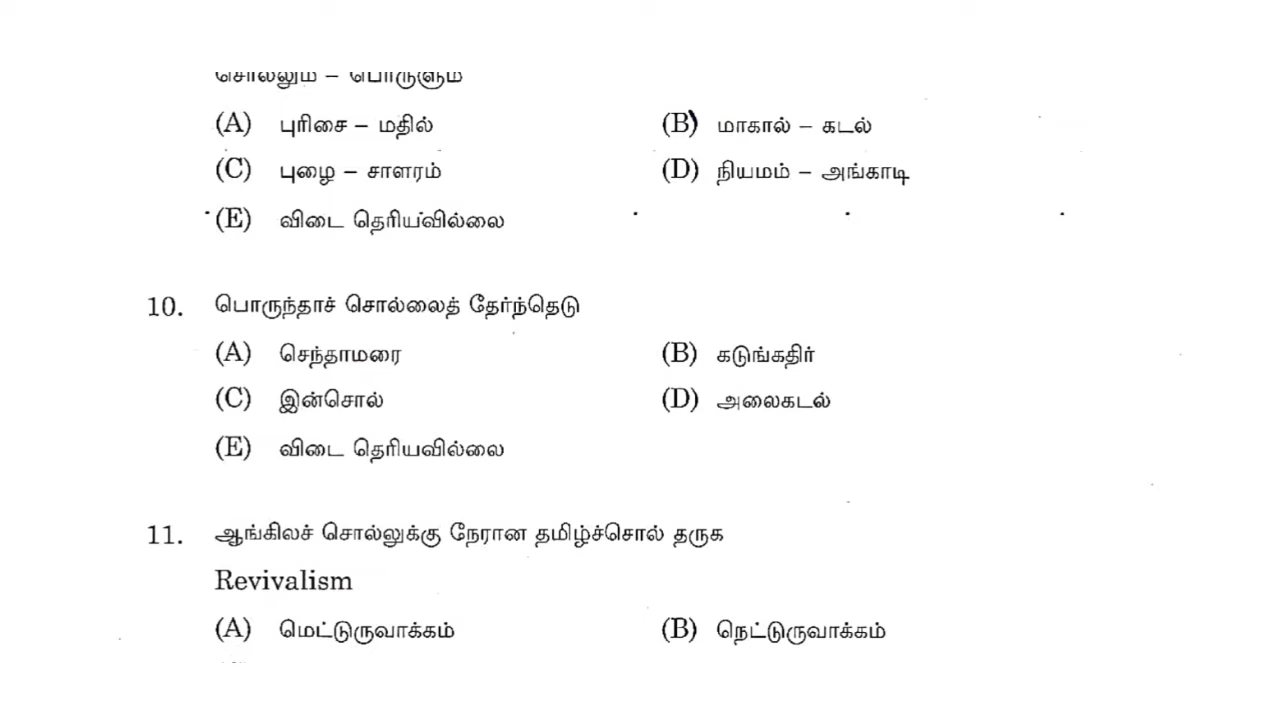 சொல்லும் – பொருளும்
(A) புரிசை – மதில் (B) மாகால் – கடல்
(C) புழை – சாளரம் (D) நியமம் – அங்காடி
(E) விடை தெரியவில்லை
10. பொருந்தாச் சொல்லைத் தேர்ந்தெடு
(A) செந்தாமரை (B) கடுங்கதிர்
(C) இன்சொல் (D) அலைகடல்
(E) விடை தெரியவில்லை
11. ஆங்கிலச் சொல்லுக்கு நேரான தமிழ்ச்சொல் தருக
Revivalism
(A) மெட்டுருவாக்கம் (B) நெட்டுருவாக்கம்